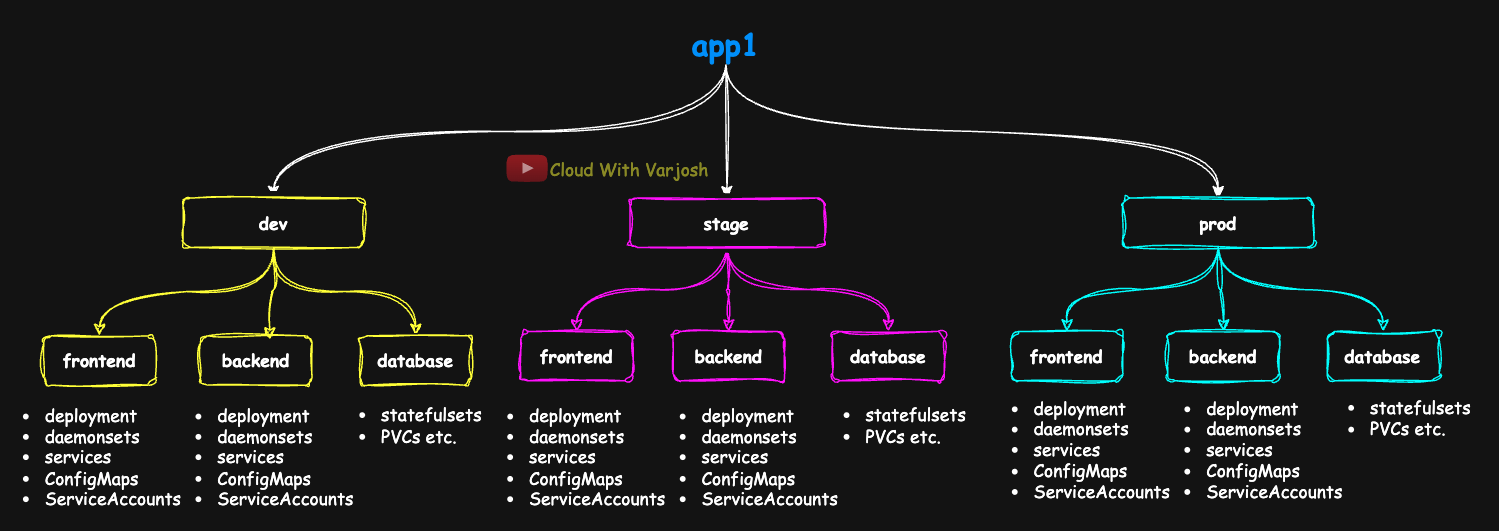 app1
Cloud With Varjosh
dev
stage
prod
frontend
backend
database
frontend
backend
database
frontend
backend
database
• deployment
• daemonsets
• services
• ConfigMaps
• ServiceAccounts
• deployment
• daemonsets
• services
• ConfigMaps
• ServiceAccounts
• statefulsets
• PVCs etc.
• deployment
• daemonsets
• services
• ConfigMaps
• ServiceAccounts
• deployment
• daemonsets
• services
• ConfigMaps
• ServiceAccounts
• statefulsets
• PVCs etc.
• deployment
• daemonsets
• services
• ConfigMaps
• ServiceAccounts
• deployment
• daemonsets
• services
• ConfigMaps
• ServiceAccounts
• statefulsets
• PVCs etc.